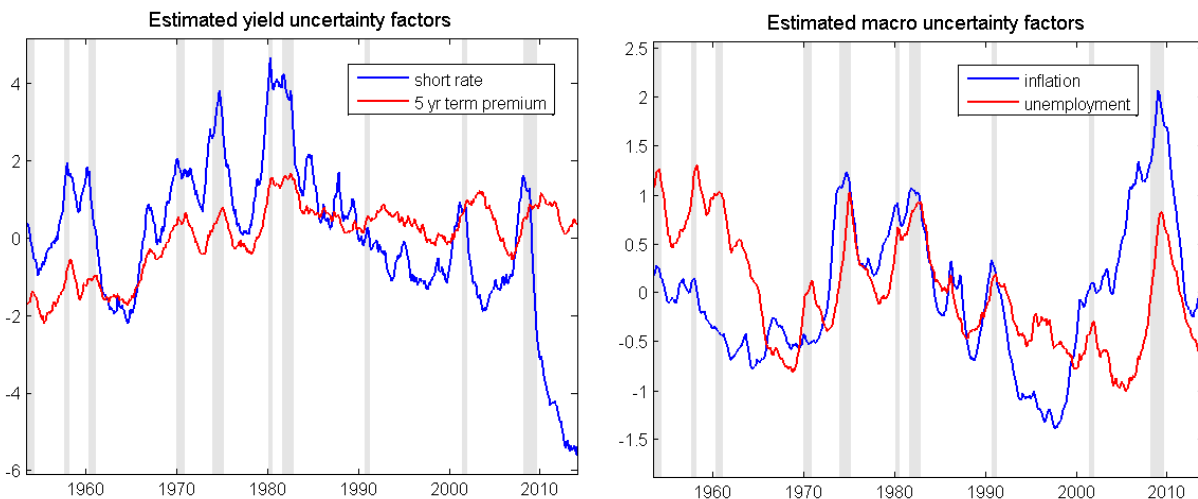 Estimated yield uncertainty factors
short rate
5 yr term premium
4
2
0
-2
-4
-6
1960 1970 1980 1990 2000 2010
Estimated macro uncertainty factors
inflation
unemployment
2.5
2
1.5
1
0.5
0
-0.5
-1
-1.5
1960 1970 1980 1990 2000 2010